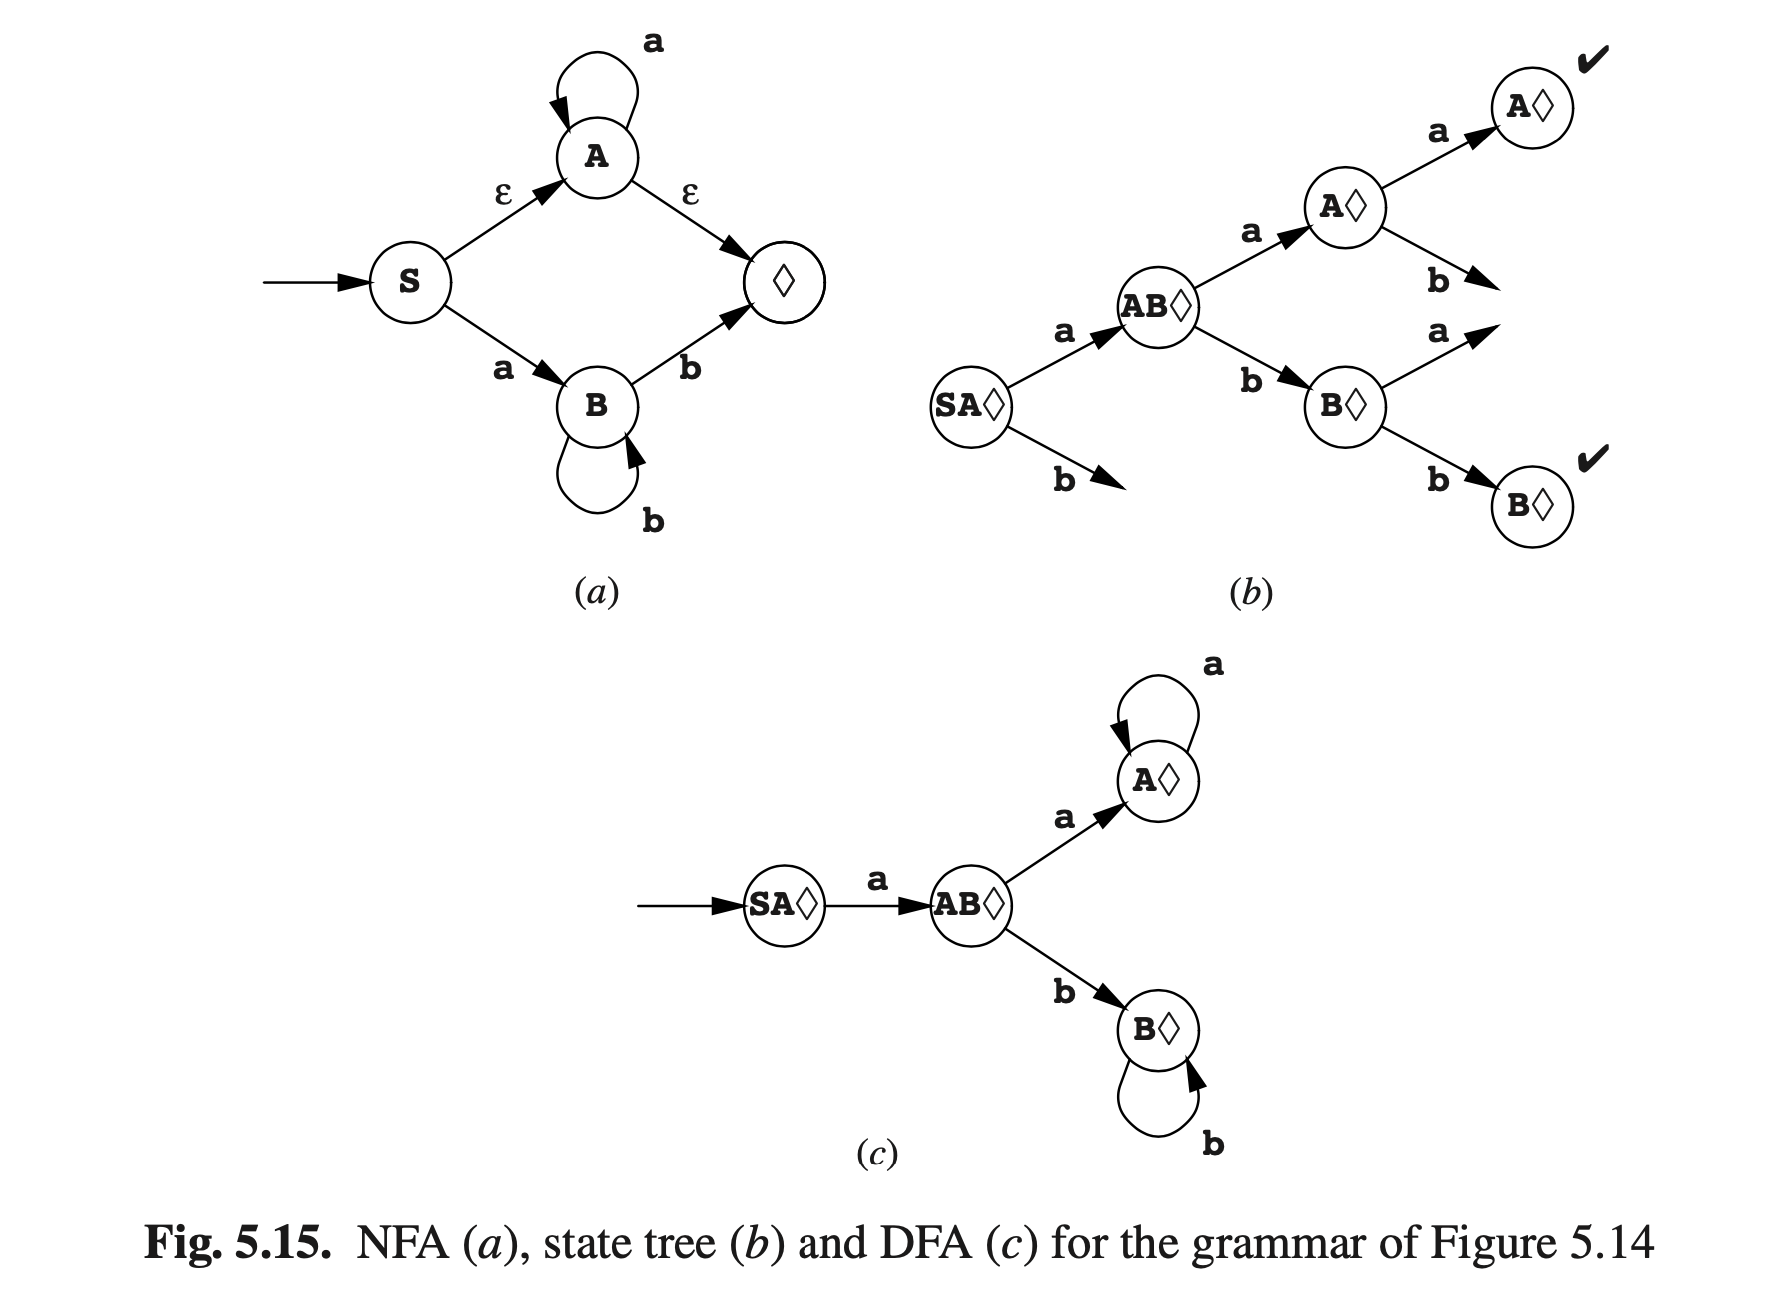 a
A
ε
ε
S
◇
a
b
B
b
(a)
✔
A◇
a
A◇
a
b
AB◇
a
a
b
B◇
SA◇
✔
b
b
B◇
(b)
a
A◇
a
SA◇
a
AB◇
b
B◇
b
(c)
Fig. 5.15. NFA (a), state tree (b) and DFA (c) for the grammar of Figure 5.14